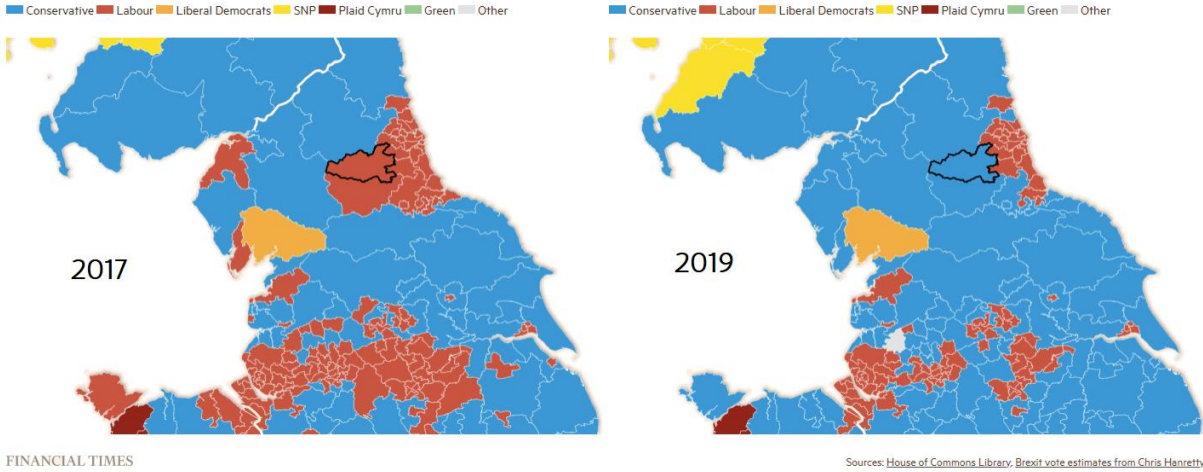 Conservative Labour Liberal Democrats SNP Plaid Cymru Green Other
Conservative Labour Liberal Democrats SNP Plaid Cymru Green Other
2017
2019
FINANCIAL TIMES
Sources: House of Commons Library, Brexit vote estimates from Chris Hanretty